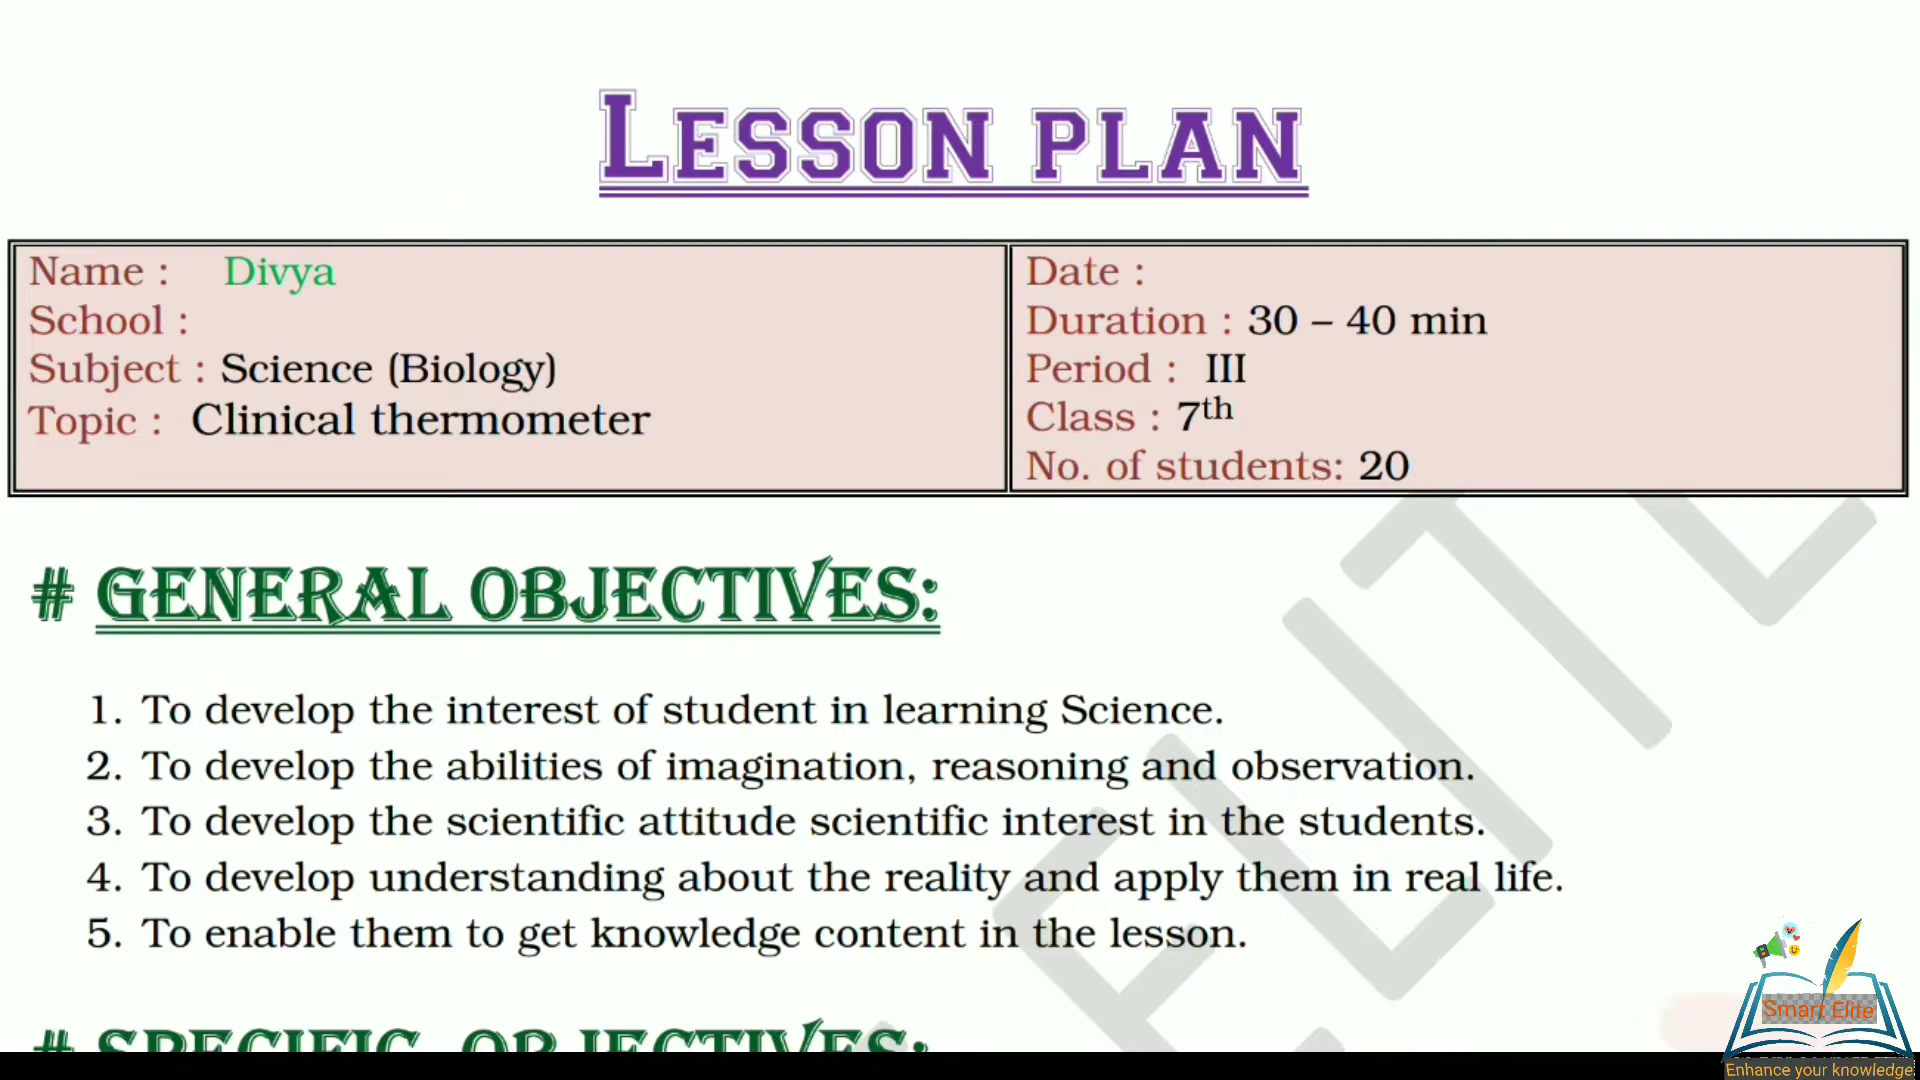 LESSON PLAN
Name : Divya
School :
Subject : Science (Biology)
Topic : Clinical thermometer
Date :
Duration : 30 – 40 min
Period : III
Class : 7th
No. of students: 20
# GENERAL OBJECTIVES:
1. To develop the interest of student in learning Science.
2. To develop the abilities of imagination, reasoning and observation.
3. To develop the scientific attitude scientific interest in the students.
4. To develop understanding about the reality and apply them in real life.
5. To enable them to get knowledge content in the lesson.
# SPECIFIC OBJECTIVES:
ELITE
Smart Elite
Enhance your knowledge